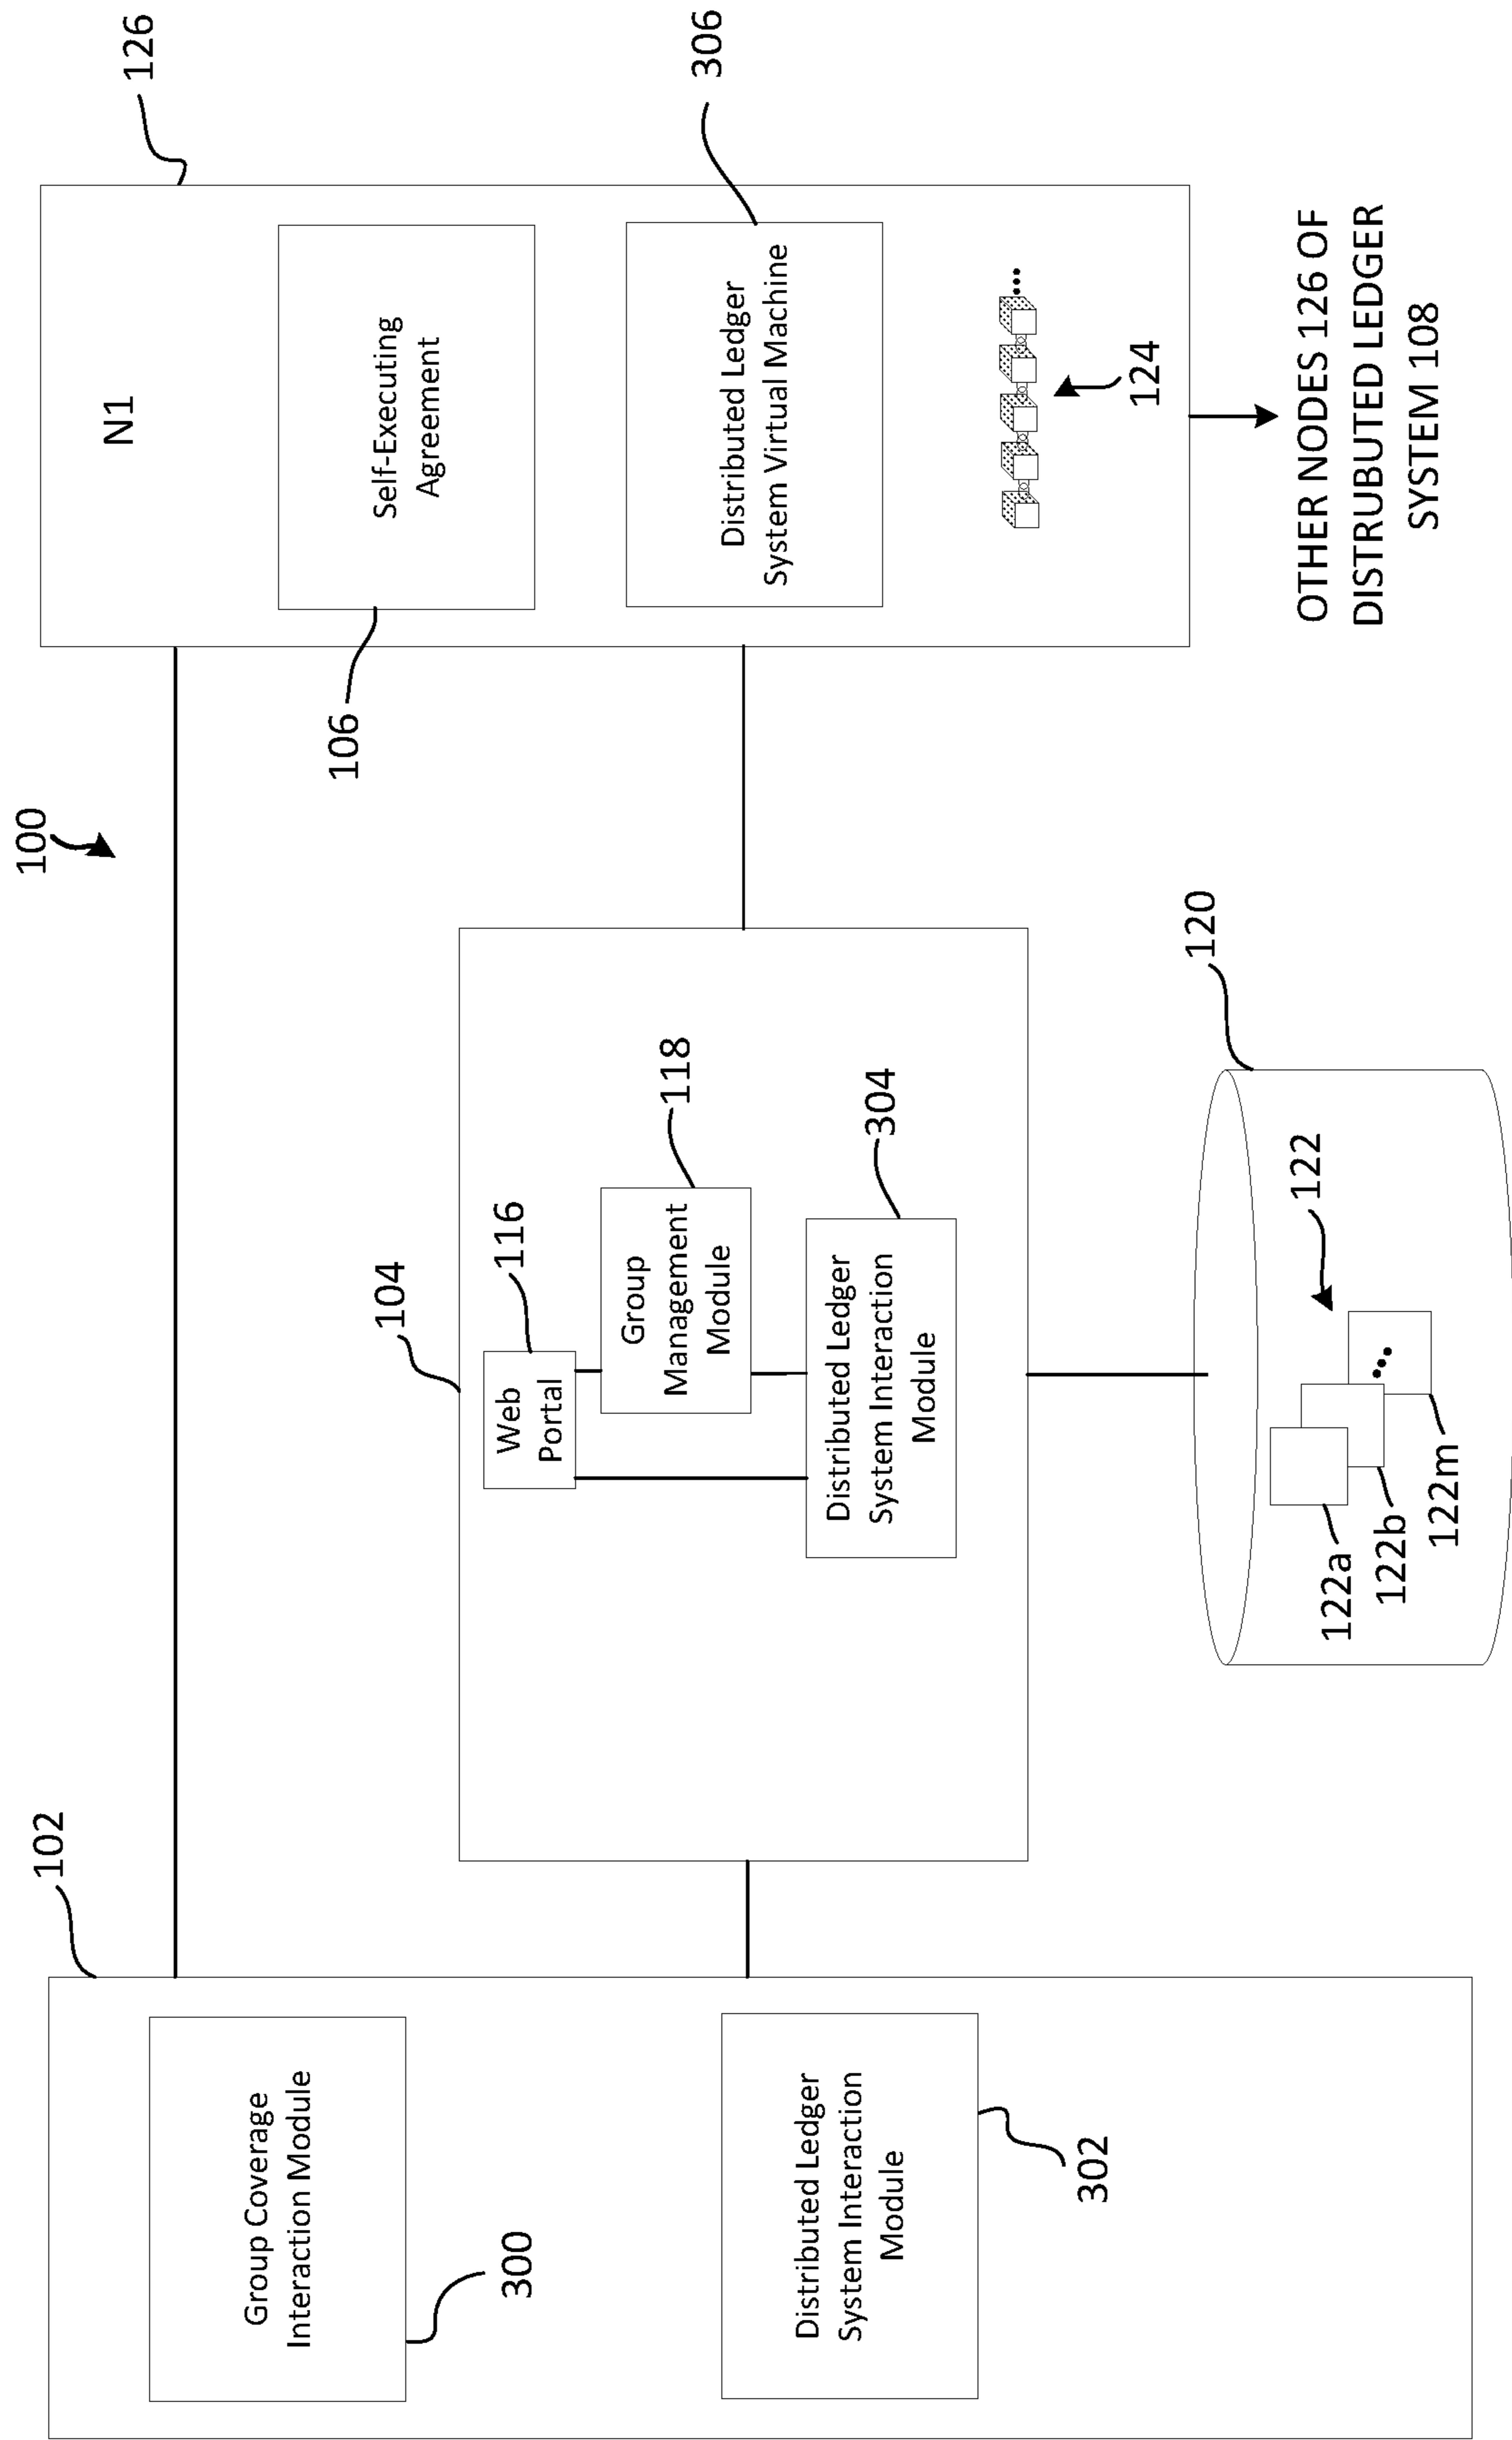 100
102
Group Coverage
Interaction Module
300
Distributed Ledger
System Interaction
Module
302
104
Web
Portal
116
Group
Management
Module
118
Distributed Ledger
System Interaction
Module
304
120
122
122a
122b
122m
126
N1
Self-Executing
Agreement
106
Distributed Ledger
System Virtual Machine
306
124
OTHER NODES 126 OF
DISTRUBUTED LEDGER
SYSTEM 108